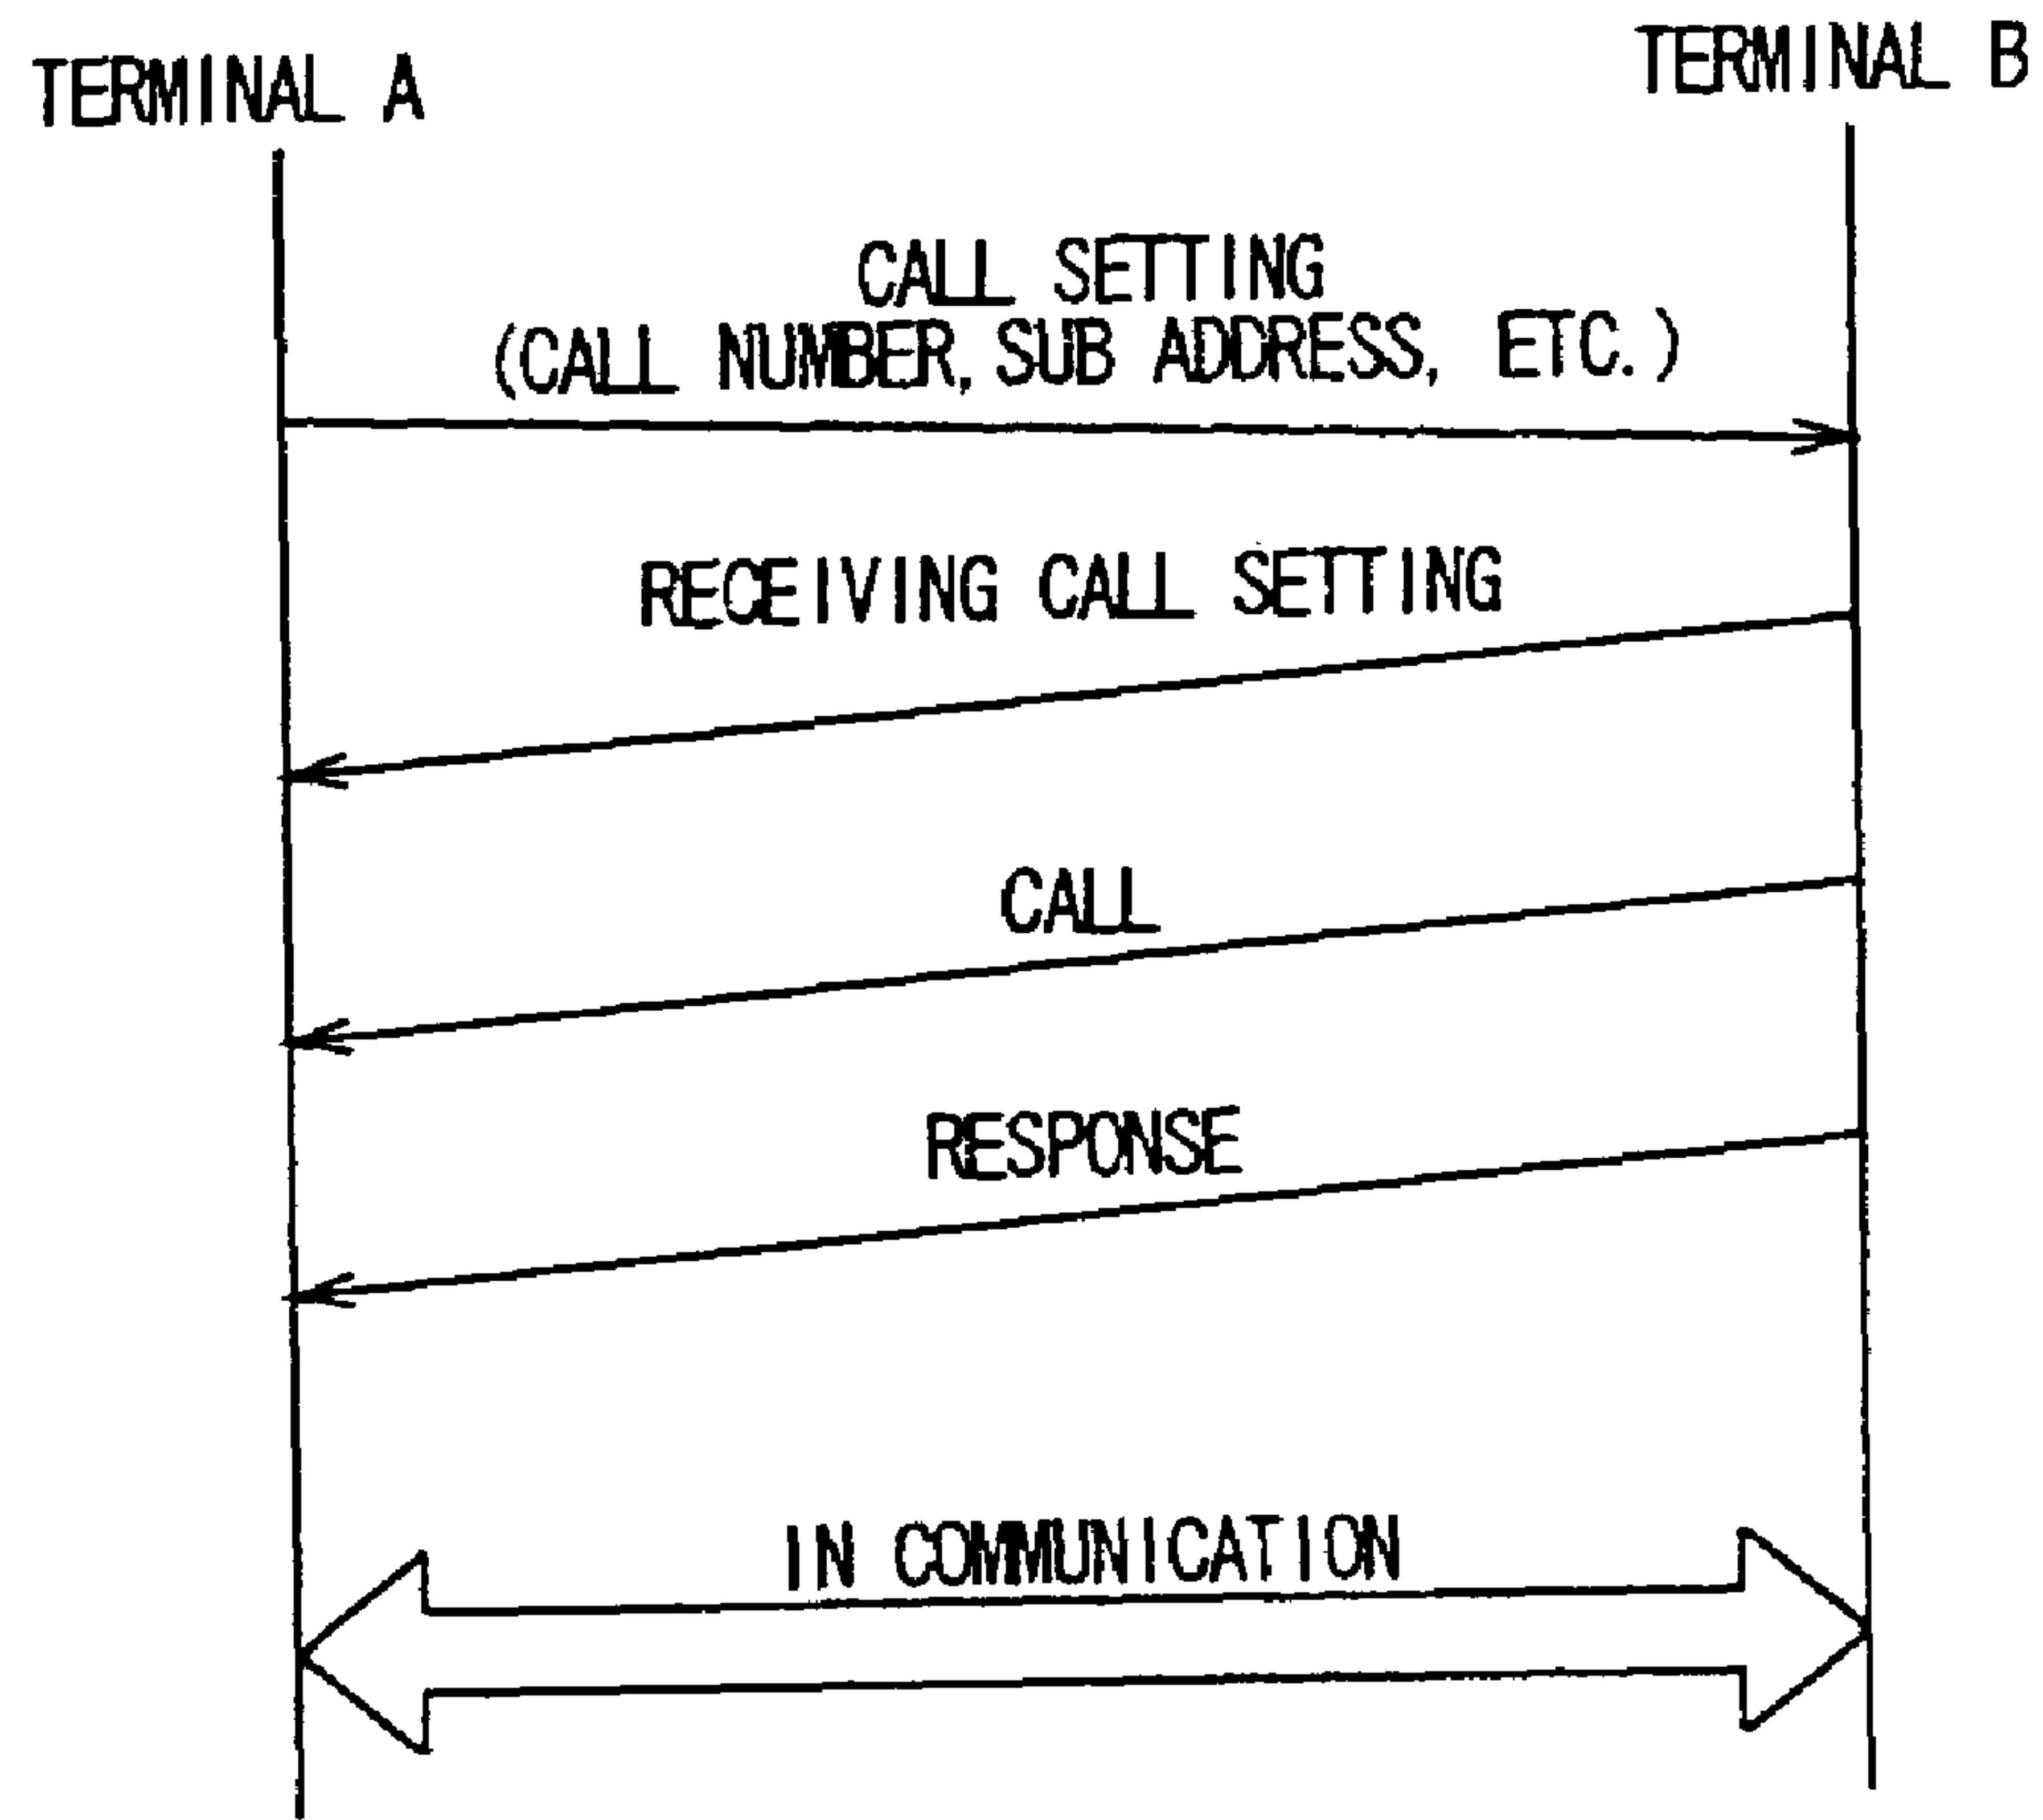 TERMINAL A
TERMINAL B
CALL SETTING
(CALL NUMBER, SUB ADDRESS, ETC.)
RECEIVING CALL SETTING
CALL
RESPONSE
IN COMMUNICATION